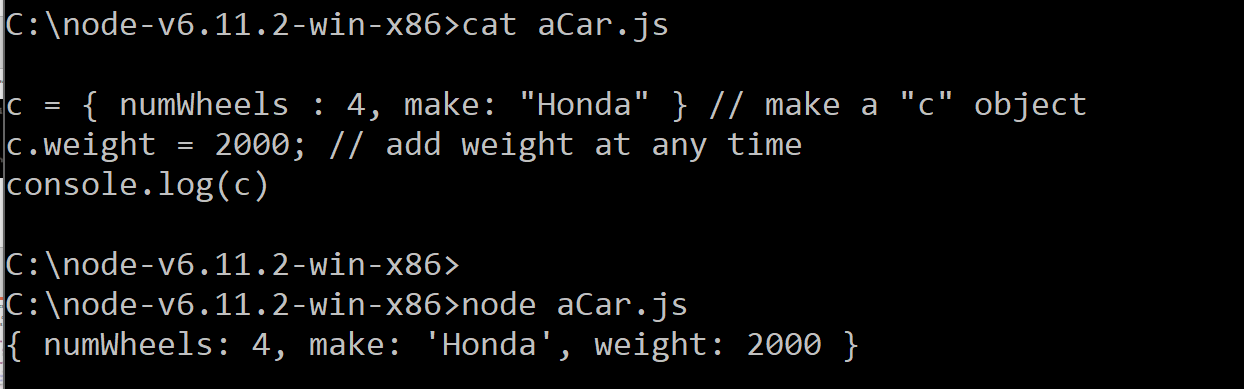 C:\node-v6.11.2-win-x86>cat aCar.js
c = { numWheels : 4, make: "Honda" } // make a "c" object
c.weight = 2000; // add weight at any time
console.log(c)
C:\node-v6.11.2-win-x86>
C:\node-v6.11.2-win-x86>node aCar.js
{ numWheels: 4, make: 'Honda', weight: 2000 }